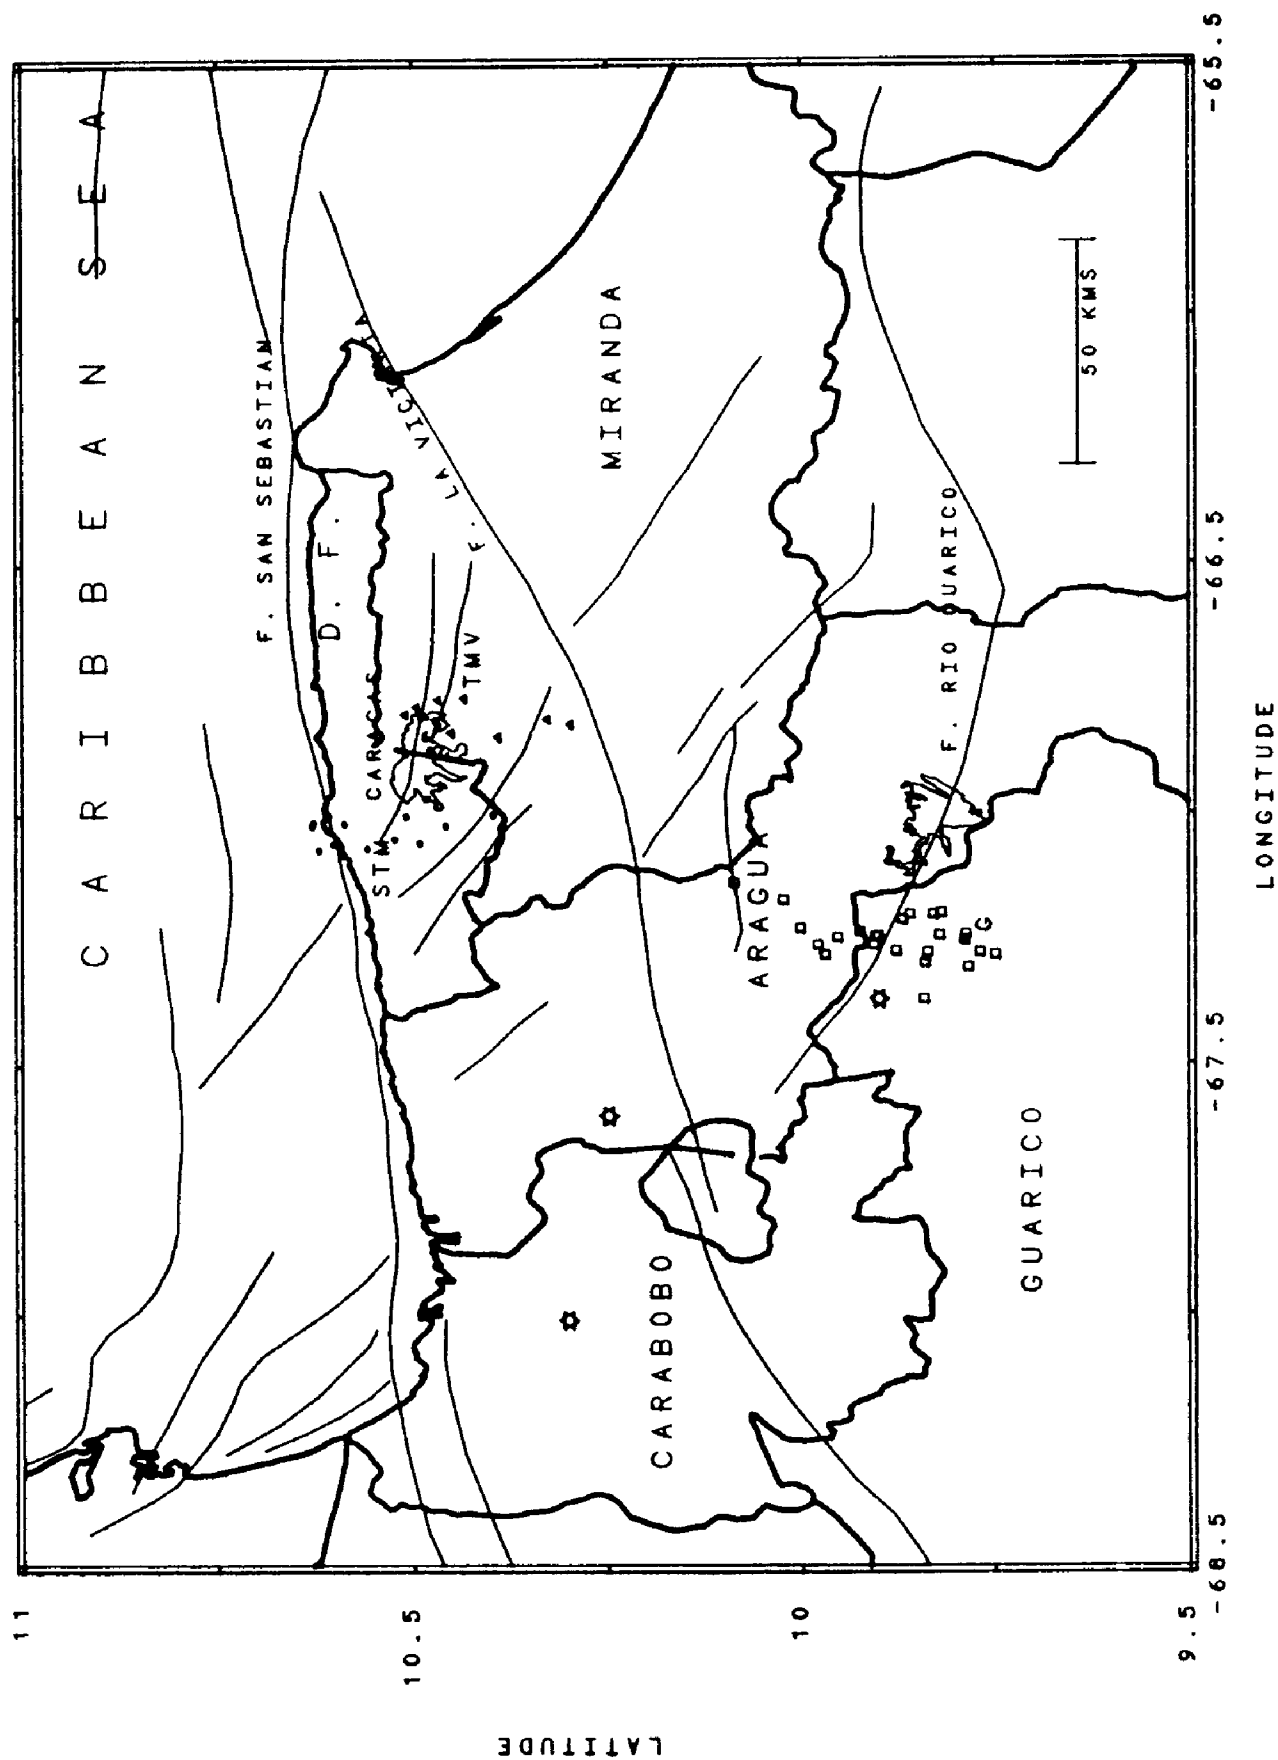 CARIBBEAN SEA
F. SAN SEBASTIAN
D. F.
CARACAS
STM
TMV
F. LA VICTORIA
MIRANDA
ARAGUA
F. RIO GUARICO
G
50 KMS
CARABOBO
GUARICO
11
10.5
10
9.5
LATITUDE
-68.5
-67.5
-66.5
-65.5
LONGITUDE